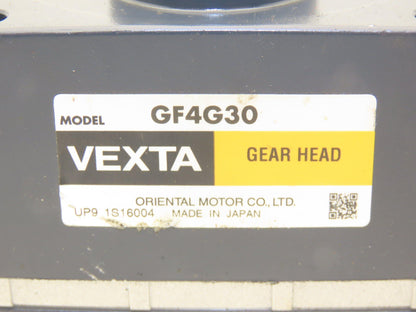 MODEL GF4G30
VEXTA GEAR HEAD
ORIENTAL MOTOR CO., LTD.
UP9 1S16004 MADE IN JAPAN